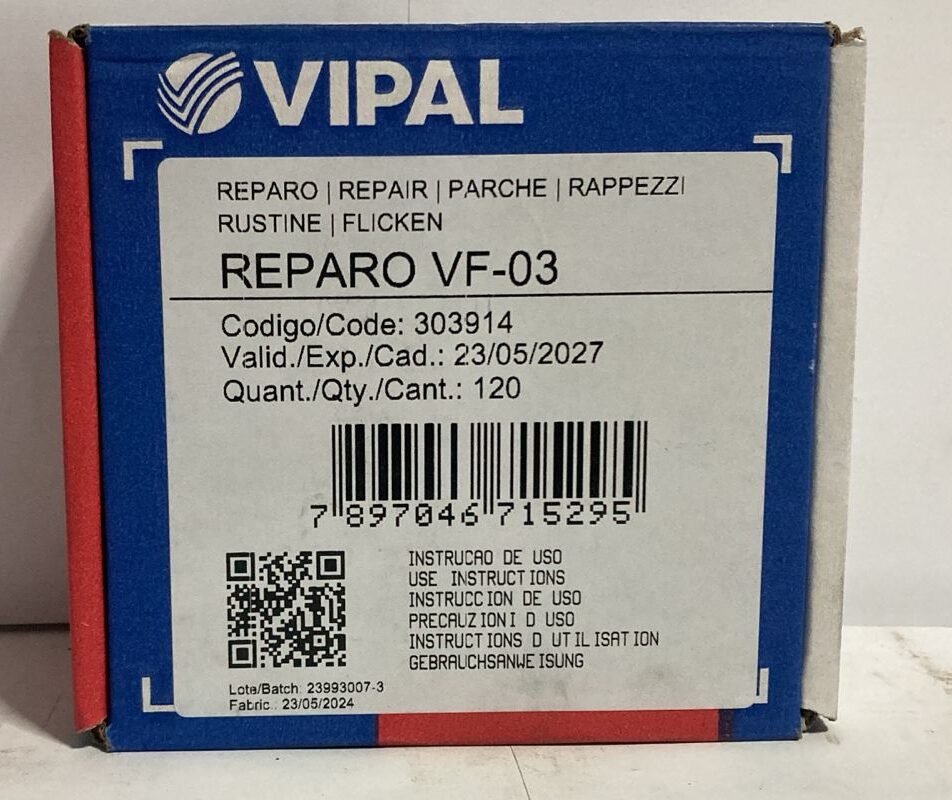 VIPAL
REPARO | REPAIR | PARCHE | RAPPEZZI
RUSTINE | FLICKEN
REPARO VF-03
Codigo/Code: 303914
Valid./Exp./Cad.: 23/05/2027
Quant./Qty./Cant.: 120
7 897046 715295
INSTRUCAO DE USO
USE INSTRUCTIONS
INSTRUCCION DE USO
PRECAUZIONI D USO
INSTRUCTIONS D UTILISATION
GEBRAUCHSANWEISUNG
Lote/Batch: 23993007-3
Fabric.: 23/05/2024